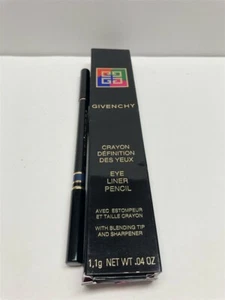 GIVENCHY
CRAYON
DÉFINITION
DES YEUX
EYE
LINER
PENCIL
AVEC ESTOMPEUR
ET TAILLE CRAYON
WITH BLENDING TIP
AND SHARPENER
1,1g NET WT .04 OZ